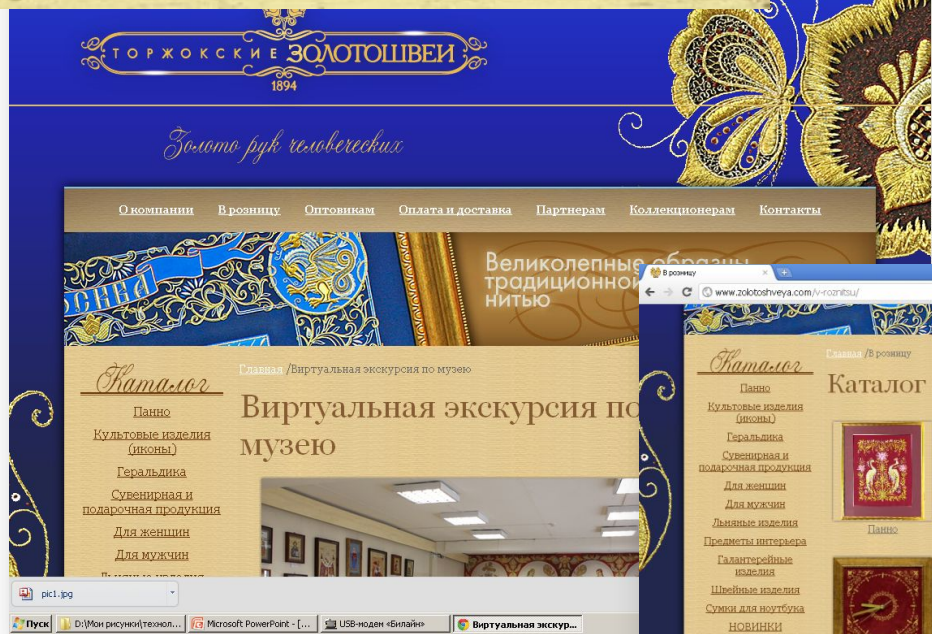 ТОРЖОКСКИЕ ЗОЛОТОШВЕИ
1894
Золото рук человеческих
О компании В розницу Оптовикам Оплата и доставка Партнерам Коллекционерам Контакты
Великолепные образцы
традиционной
нитью
Каталог
Панно
Культовые изделия
(иконы)
Геральдика
Сувенирная и
подарочная продукция
Для женщин
Для мужчин
Льняные изделия
Главная /Виртуальная экскурсия по музею
Виртуальная экскурсия по
музею
В розницу
www.zolotoshveya.com/v-roznitsu/
Каталог
Панно
Культовые изделия
(иконы)
Геральдика
Сувенирная и
подарочная продукция
Для женщин
Для мужчин
Льняные изделия
Предметы интерьера
Галантерейные
изделия
Швейные изделия
Сумки для ноутбука
НОВИНКИ
Главная /В розницу
Каталог
Панно
pic1.jpg
Пуск D:\Мои рисунки\технол... Microsoft PowerPoint - [... USB-модем «Билайн» Виртуальная экскур...